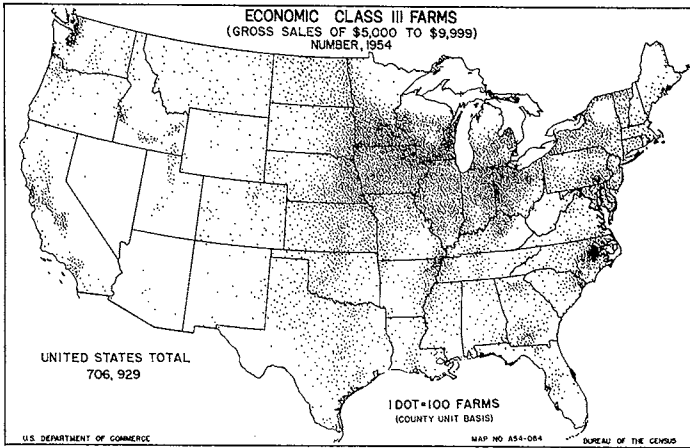 ECONOMIC CLASS III FARMS
(GROSS SALES OF $5,000 TO $9,999)
NUMBER, 1954
UNITED STATES TOTAL
706, 929
1 DOT=100 FARMS
(COUNTY UNIT BASIS)
U.S. DEPARTMENT OF COMMERCE
MAP NO A54-084
BUREAU OF THE CENSUS